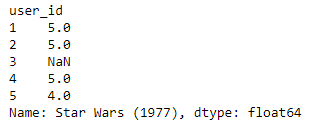 user_id
1    5.0
2    5.0
3    NaN
4    5.0
5    4.0
Name: Star Wars (1977), dtype: float64